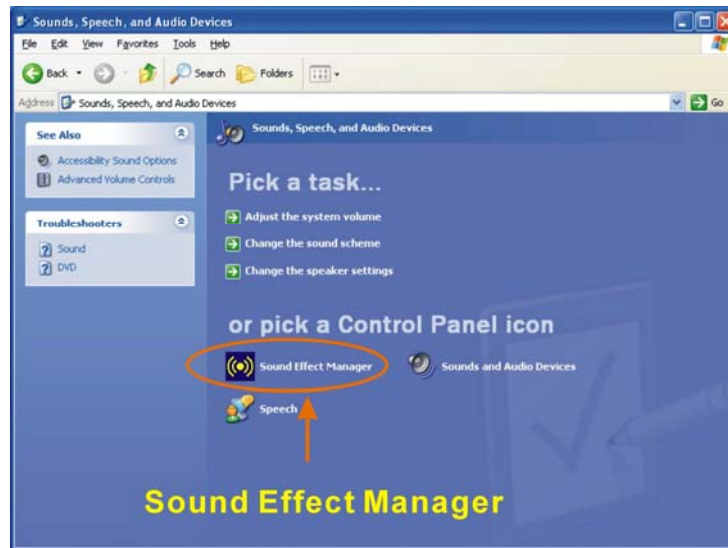 Sounds, Speech, and Audio Devices
File Edit View Favorites Tools Help
Back Search Folders
Address Sounds, Speech, and Audio Devices Go
See Also
Accessibility Sound Options
Advanced Volume Controls
Troubleshooters
Sound
DVD
Sounds, Speech, and Audio Devices
Pick a task...
Adjust the system volume
Change the sound scheme
Change the speaker settings
or pick a Control Panel icon
Sound Effect Manager Sounds and Audio Devices
Speech
Sound Effect Manager